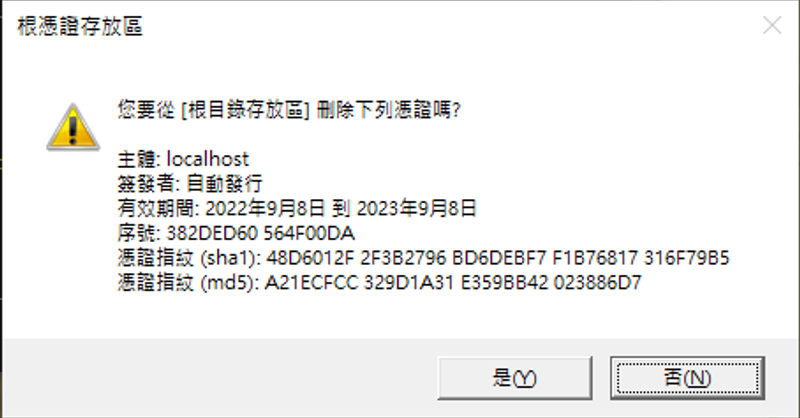 根憑證存放區
您要從 [根目錄存放區] 刪除下列憑證嗎?
主體: localhost
簽發者: 自動發行
有效期間: 2022年9月8日 到 2023年9月8日
序號: 382DED60 564F00DA
憑證指紋 (sha1): 48D6012F 2F3B2796 BD6DEBF7 F1B76817 316F79B5
憑證指紋 (md5): A21ECFCC 329D1A31 E359BB42 023886D7
是(Y)
否(N)